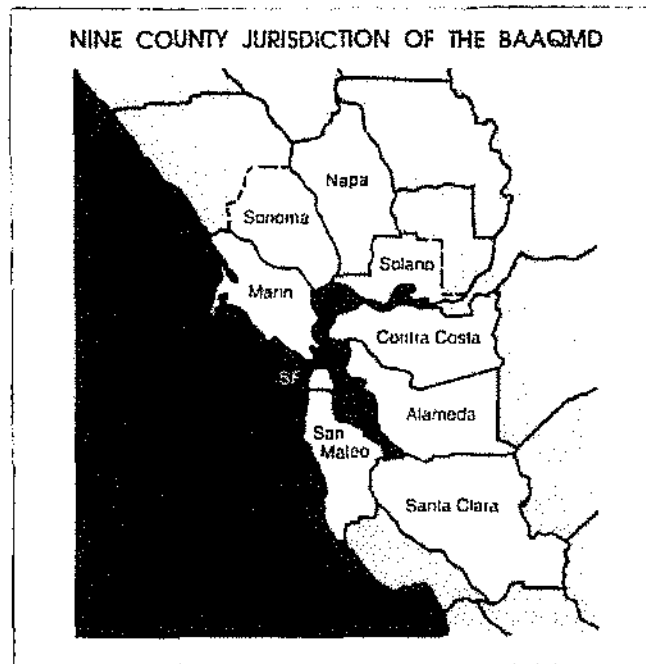 NINE COUNTY JURISDICTION OF THE BAAQMD
Napa
Sonoma
Solano
Marin
Contra Costa
SF
Alameda
San
Mateo
Santa Clara